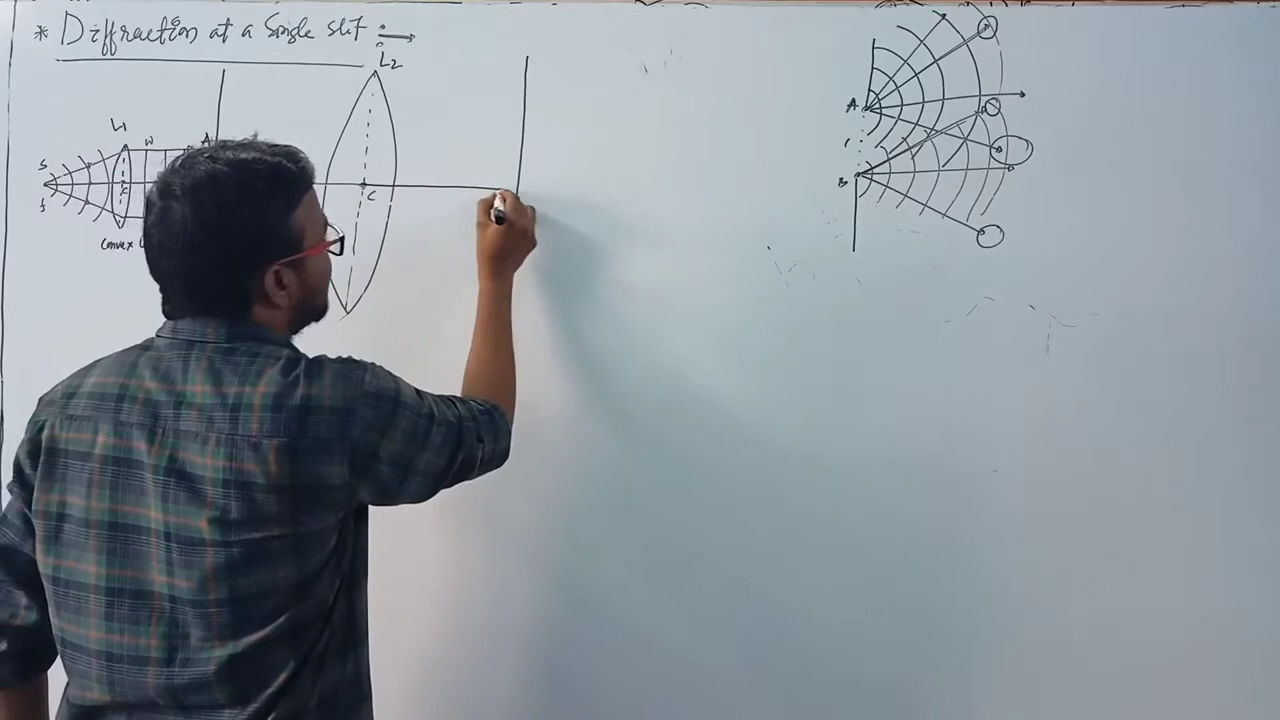 * Diffraction at a Single slit :→
L2
L1 W A
S
C
Convex
A
B